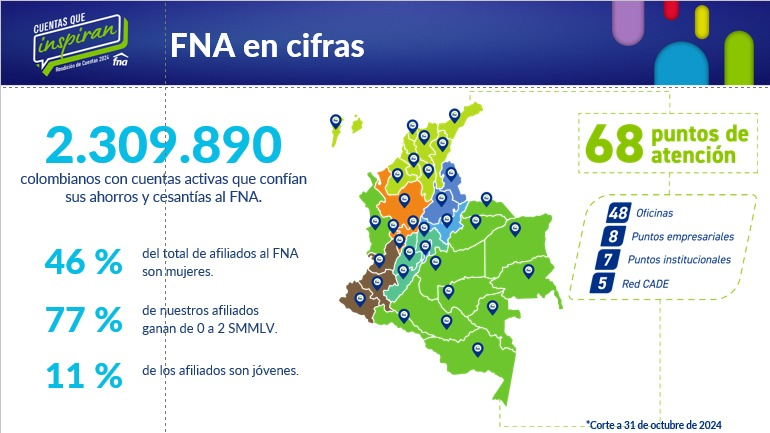 CUENTAS QUE
inspiran
Rendición de Cuentas 2024
fna
FNA en cifras
2.309.890
colombianos con cuentas activas que confían
sus ahorros y cesantías al FNA.
46 %
del total de afiliados al FNA
son mujeres.
77 %
de nuestros afiliados
ganan de 0 a 2 SMMLV.
11 %
de los afiliados son jóvenes.
68 puntos de
atención
48 Oficinas
8 Puntos empresariales
7 Puntos institucionales
5 Red CADE
*Corte a 31 de octubre de 2024